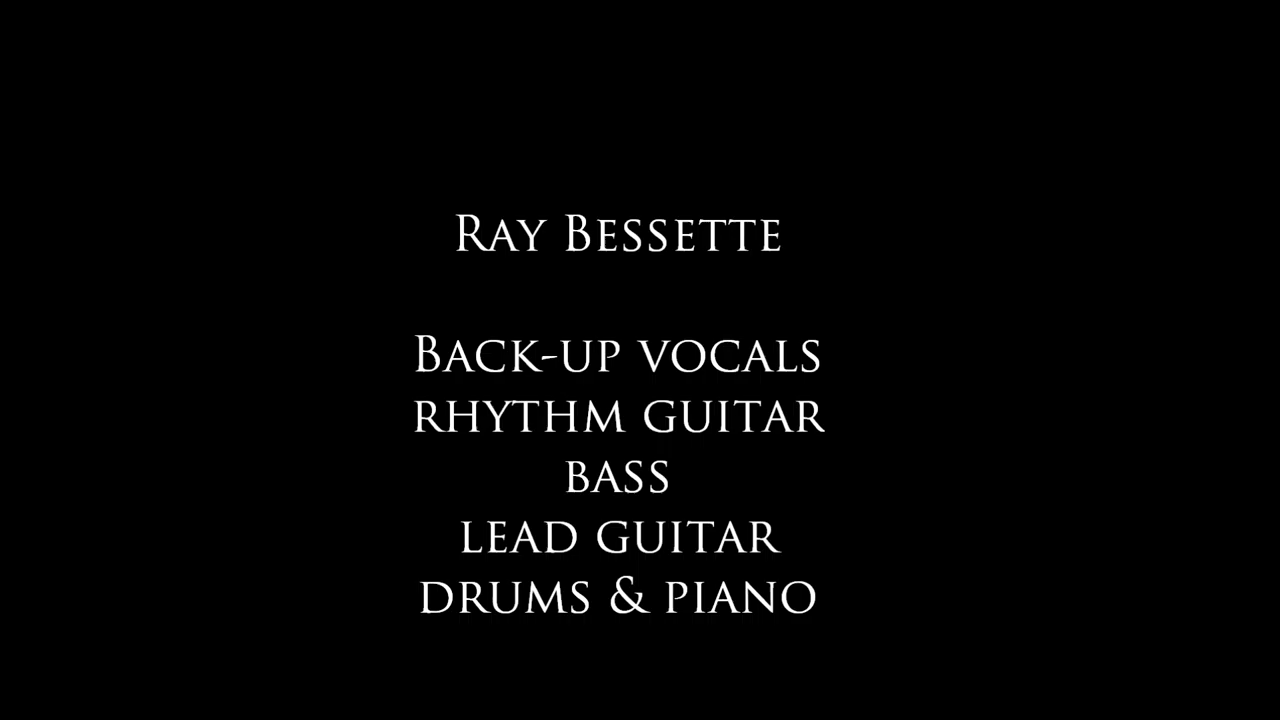 Ray Bessette
Back-up vocals
rhythm guitar
bass
lead guitar
drums & piano